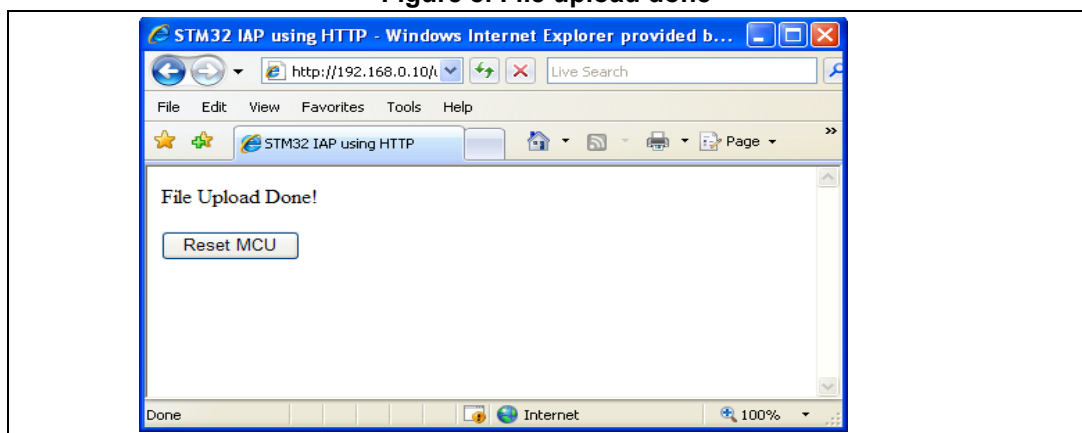 Figure 8. File upload done
STM32 IAP using HTTP - Windows Internet Explorer provided b...
http://192.168.0.10/
Live Search
File Edit View Favorites Tools Help
STM32 IAP using HTTP
Page
»
File Upload Done!
Reset MCU
Done
Internet
100%